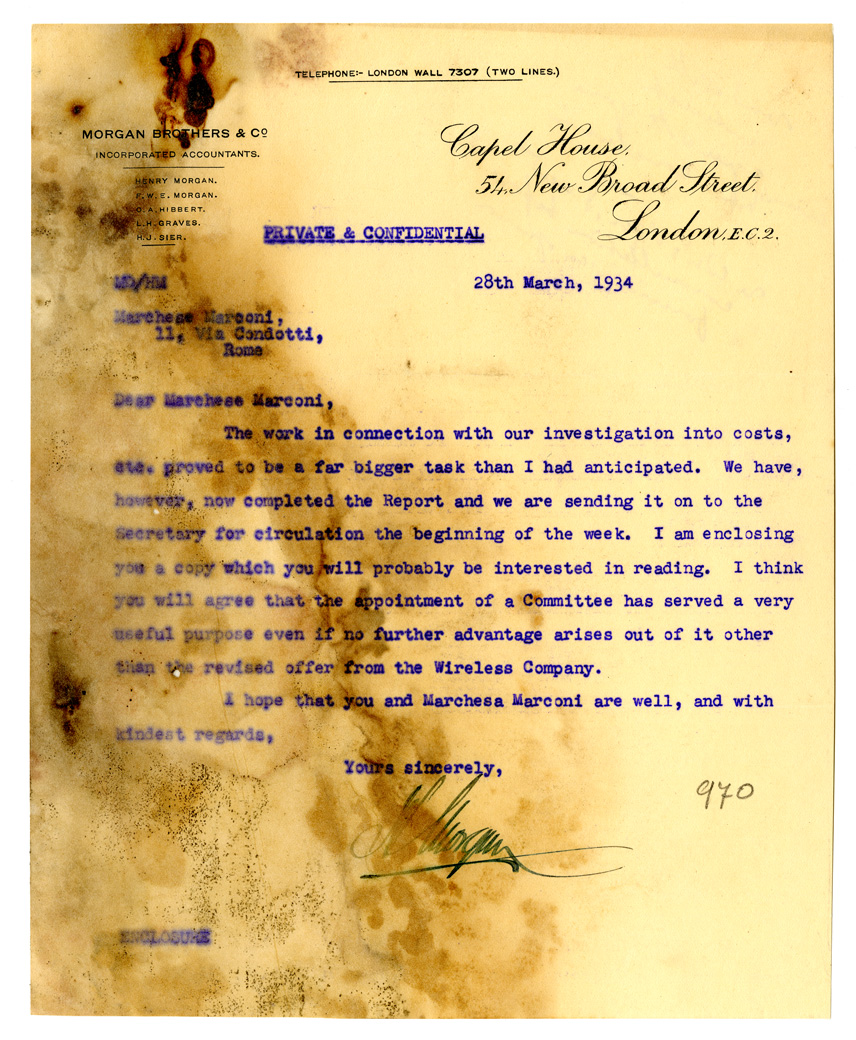 TELEPHONE:- LONDON WALL 7307 (TWO LINES.)
MORGAN BROTHERS & Co
INCORPORATED ACCOUNTANTS.
HENRY MORGAN.
F.W.E. MORGAN.
C.A. HIBBERT.
L.H. GRAVES.
H.J. SIER.
Capel House,
54, New Broad Street,
London, E.C.2.
PRIVATE & CONFIDENTIAL
28th March, 1934
Marchese Marconi,
11, Via Condotti,
Rome
Dear Marchese Marconi,
The work in connection with our investigation into costs,
etc. proved to be a far bigger task than I had anticipated. We have,
however, now completed the Report and we are sending it on to the
Secretary for circulation the beginning of the week. I am enclosing
you a copy which you will probably be interested in reading. I think
you will agree that the appointment of a Committee has served a very
useful purpose even if no further advantage arises out of it other
than the revised offer from the Wireless Company.
I hope that you and Marchesa Marconi are well, and with
kindest regards,
Yours sincerely,
H Morgan
970
ENCLOSURE